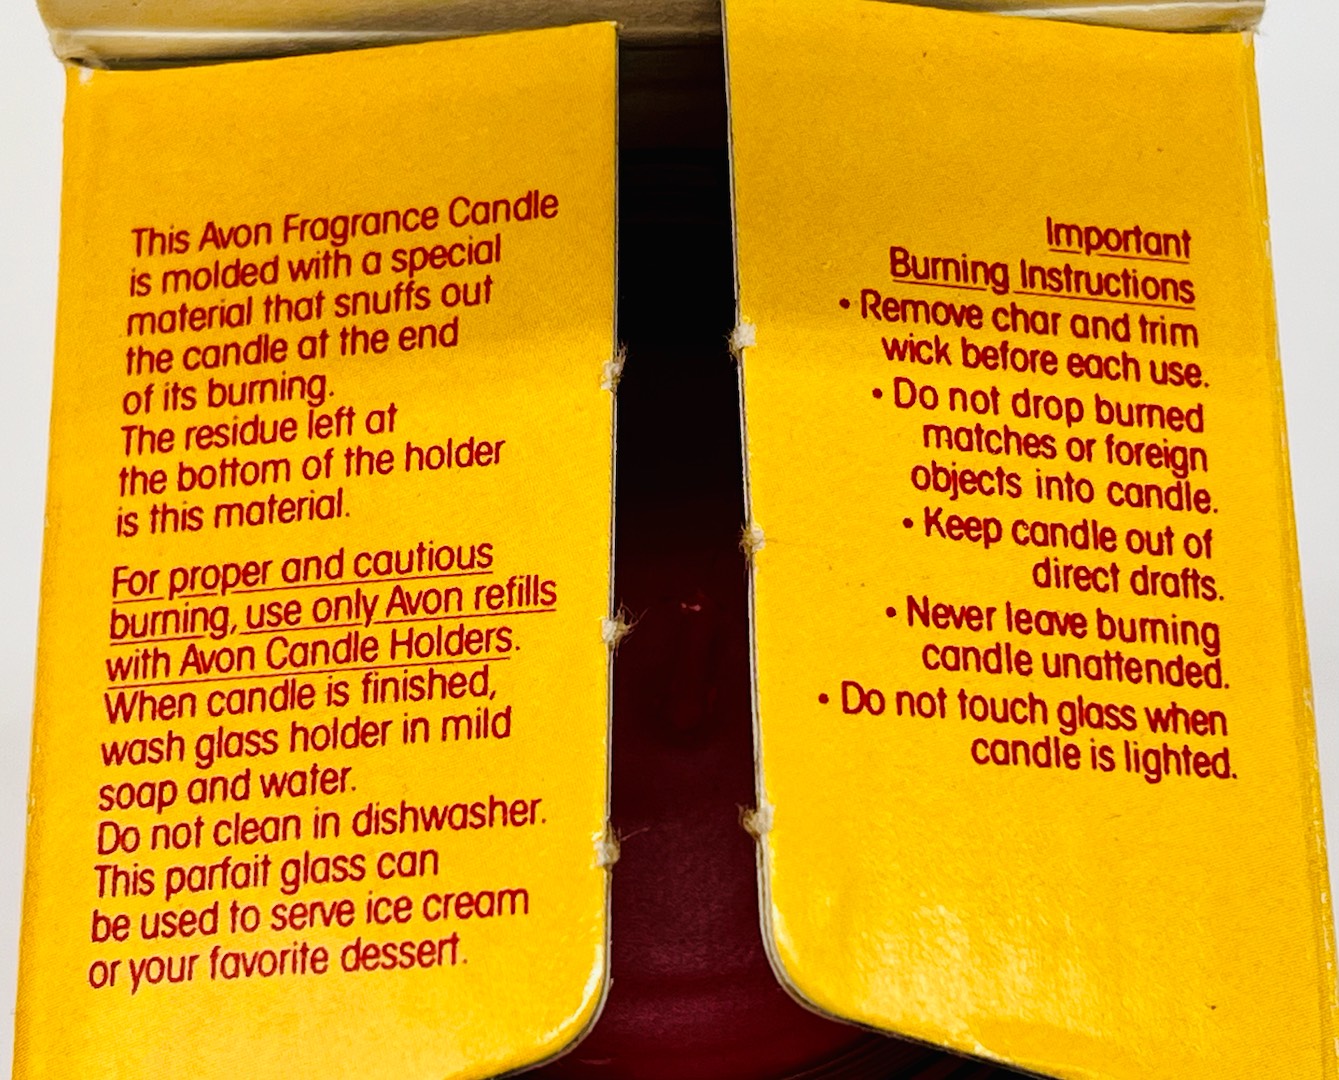 This Avon Fragrance Candle
is molded with a special
material that snuffs out
the candle at the end
of its burning.
The residue left at
the bottom of the holder
is this material.
For proper and cautious
burning, use only Avon refills
with Avon Candle Holders.
When candle is finished,
wash glass holder in mild
soap and water.
Do not clean in dishwasher.
This parfait glass can
be used to serve ice cream
or your favorite dessert.
Important
Burning Instructions
• Remove char and trim
wick before each use.
• Do not drop burned
matches or foreign
objects into candle.
• Keep candle out of
direct drafts.
• Never leave burning
candle unattended.
• Do not touch glass when
candle is lighted.